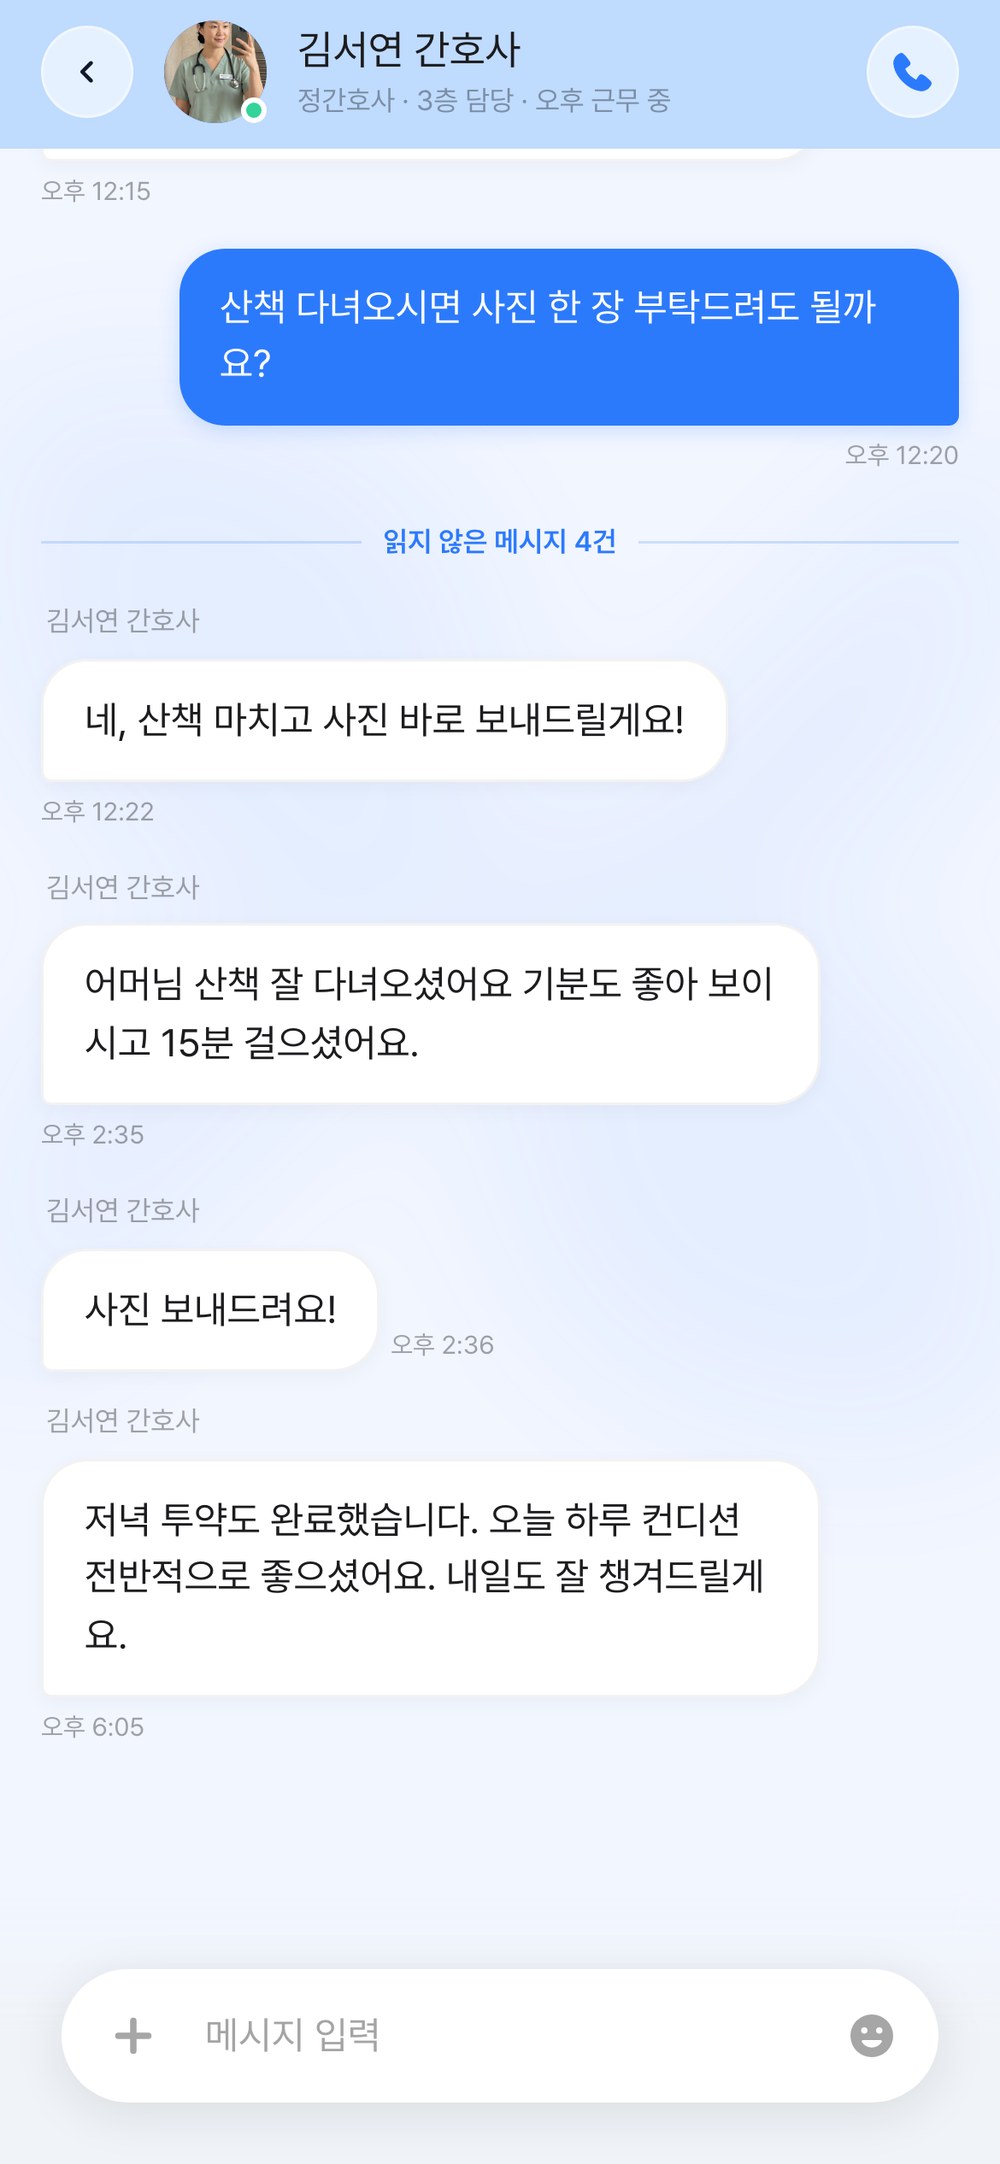 김서연 간호사
정간호사 · 3층 담당 · 오후 근무 중
오후 12:15
산책 다녀오시면 사진 한 장 부탁드려도 될까
요?
오후 12:20
읽지 않은 메시지 4건
김서연 간호사
네, 산책 마치고 사진 바로 보내드릴게요!
오후 12:22
김서연 간호사
어머님 산책 잘 다녀오셨어요 기분도 좋아 보이
시고 15분 걸으셨어요.
오후 2:35
김서연 간호사
사진 보내드려요!
오후 2:36
김서연 간호사
저녁 투약도 완료했습니다. 오늘 하루 컨디션
전반적으로 좋으셨어요. 내일도 잘 챙겨드릴게
요.
오후 6:05
메시지 입력